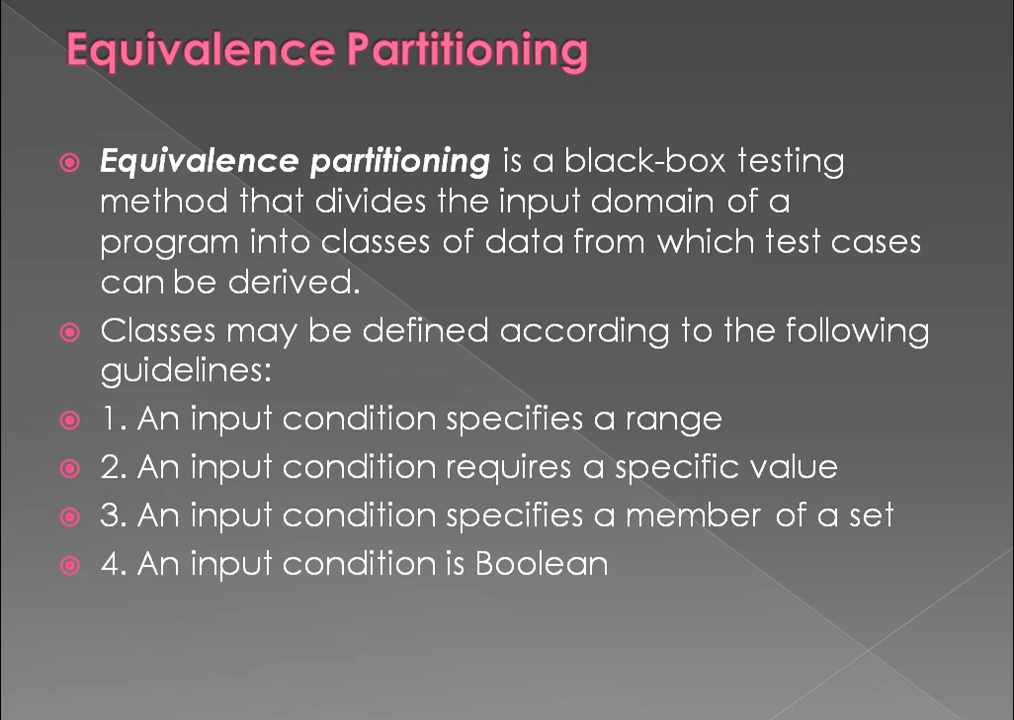 Equivalence Partitioning
Equivalence partitioning is a black-box testing
method that divides the input domain of a
program into classes of data from which test cases
can be derived.
Classes may be defined according to the following
guidelines:
1. An input condition specifies a range
2. An input condition requires a specific value
3. An input condition specifies a member of a set
4. An input condition is Boolean